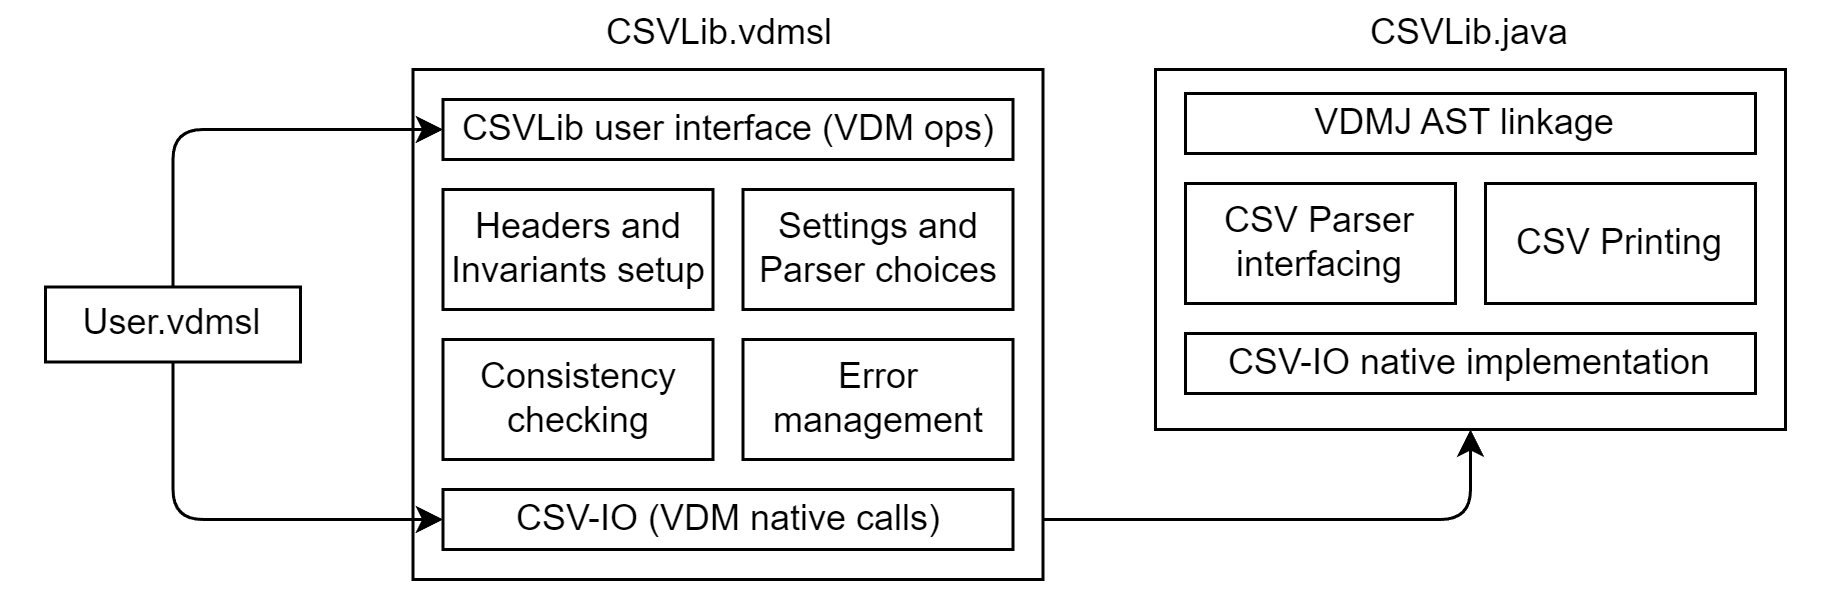 CSVLib.vdmsl
CSVLib.java
User.vdmsl
CSVLib user interface (VDM ops)
Headers and
Invariants setup
Settings and
Parser choices
Consistency
checking
Error
management
CSV-IO (VDM native calls)
VDMJ AST linkage
CSV Parser
interfacing
CSV Printing
CSV-IO native implementation